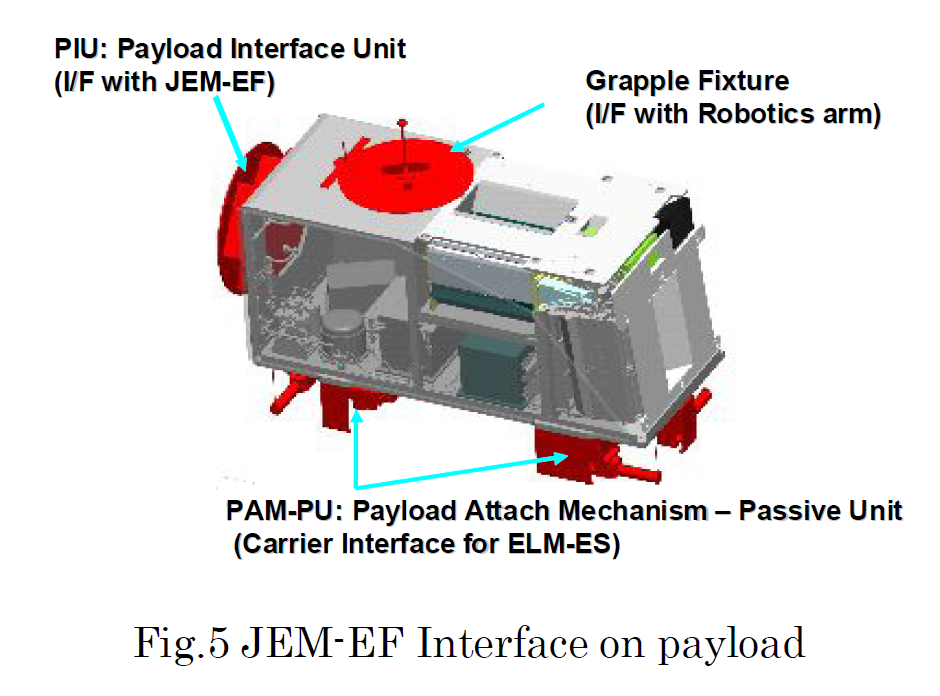 PIU: Payload Interface Unit
(I/F with JEM-EF)
Grapple Fixture
(I/F with Robotics arm)
PAM-PU: Payload Attach Mechanism – Passive Unit
(Carrier Interface for ELM-ES)
Fig.5 JEM-EF Interface on payload